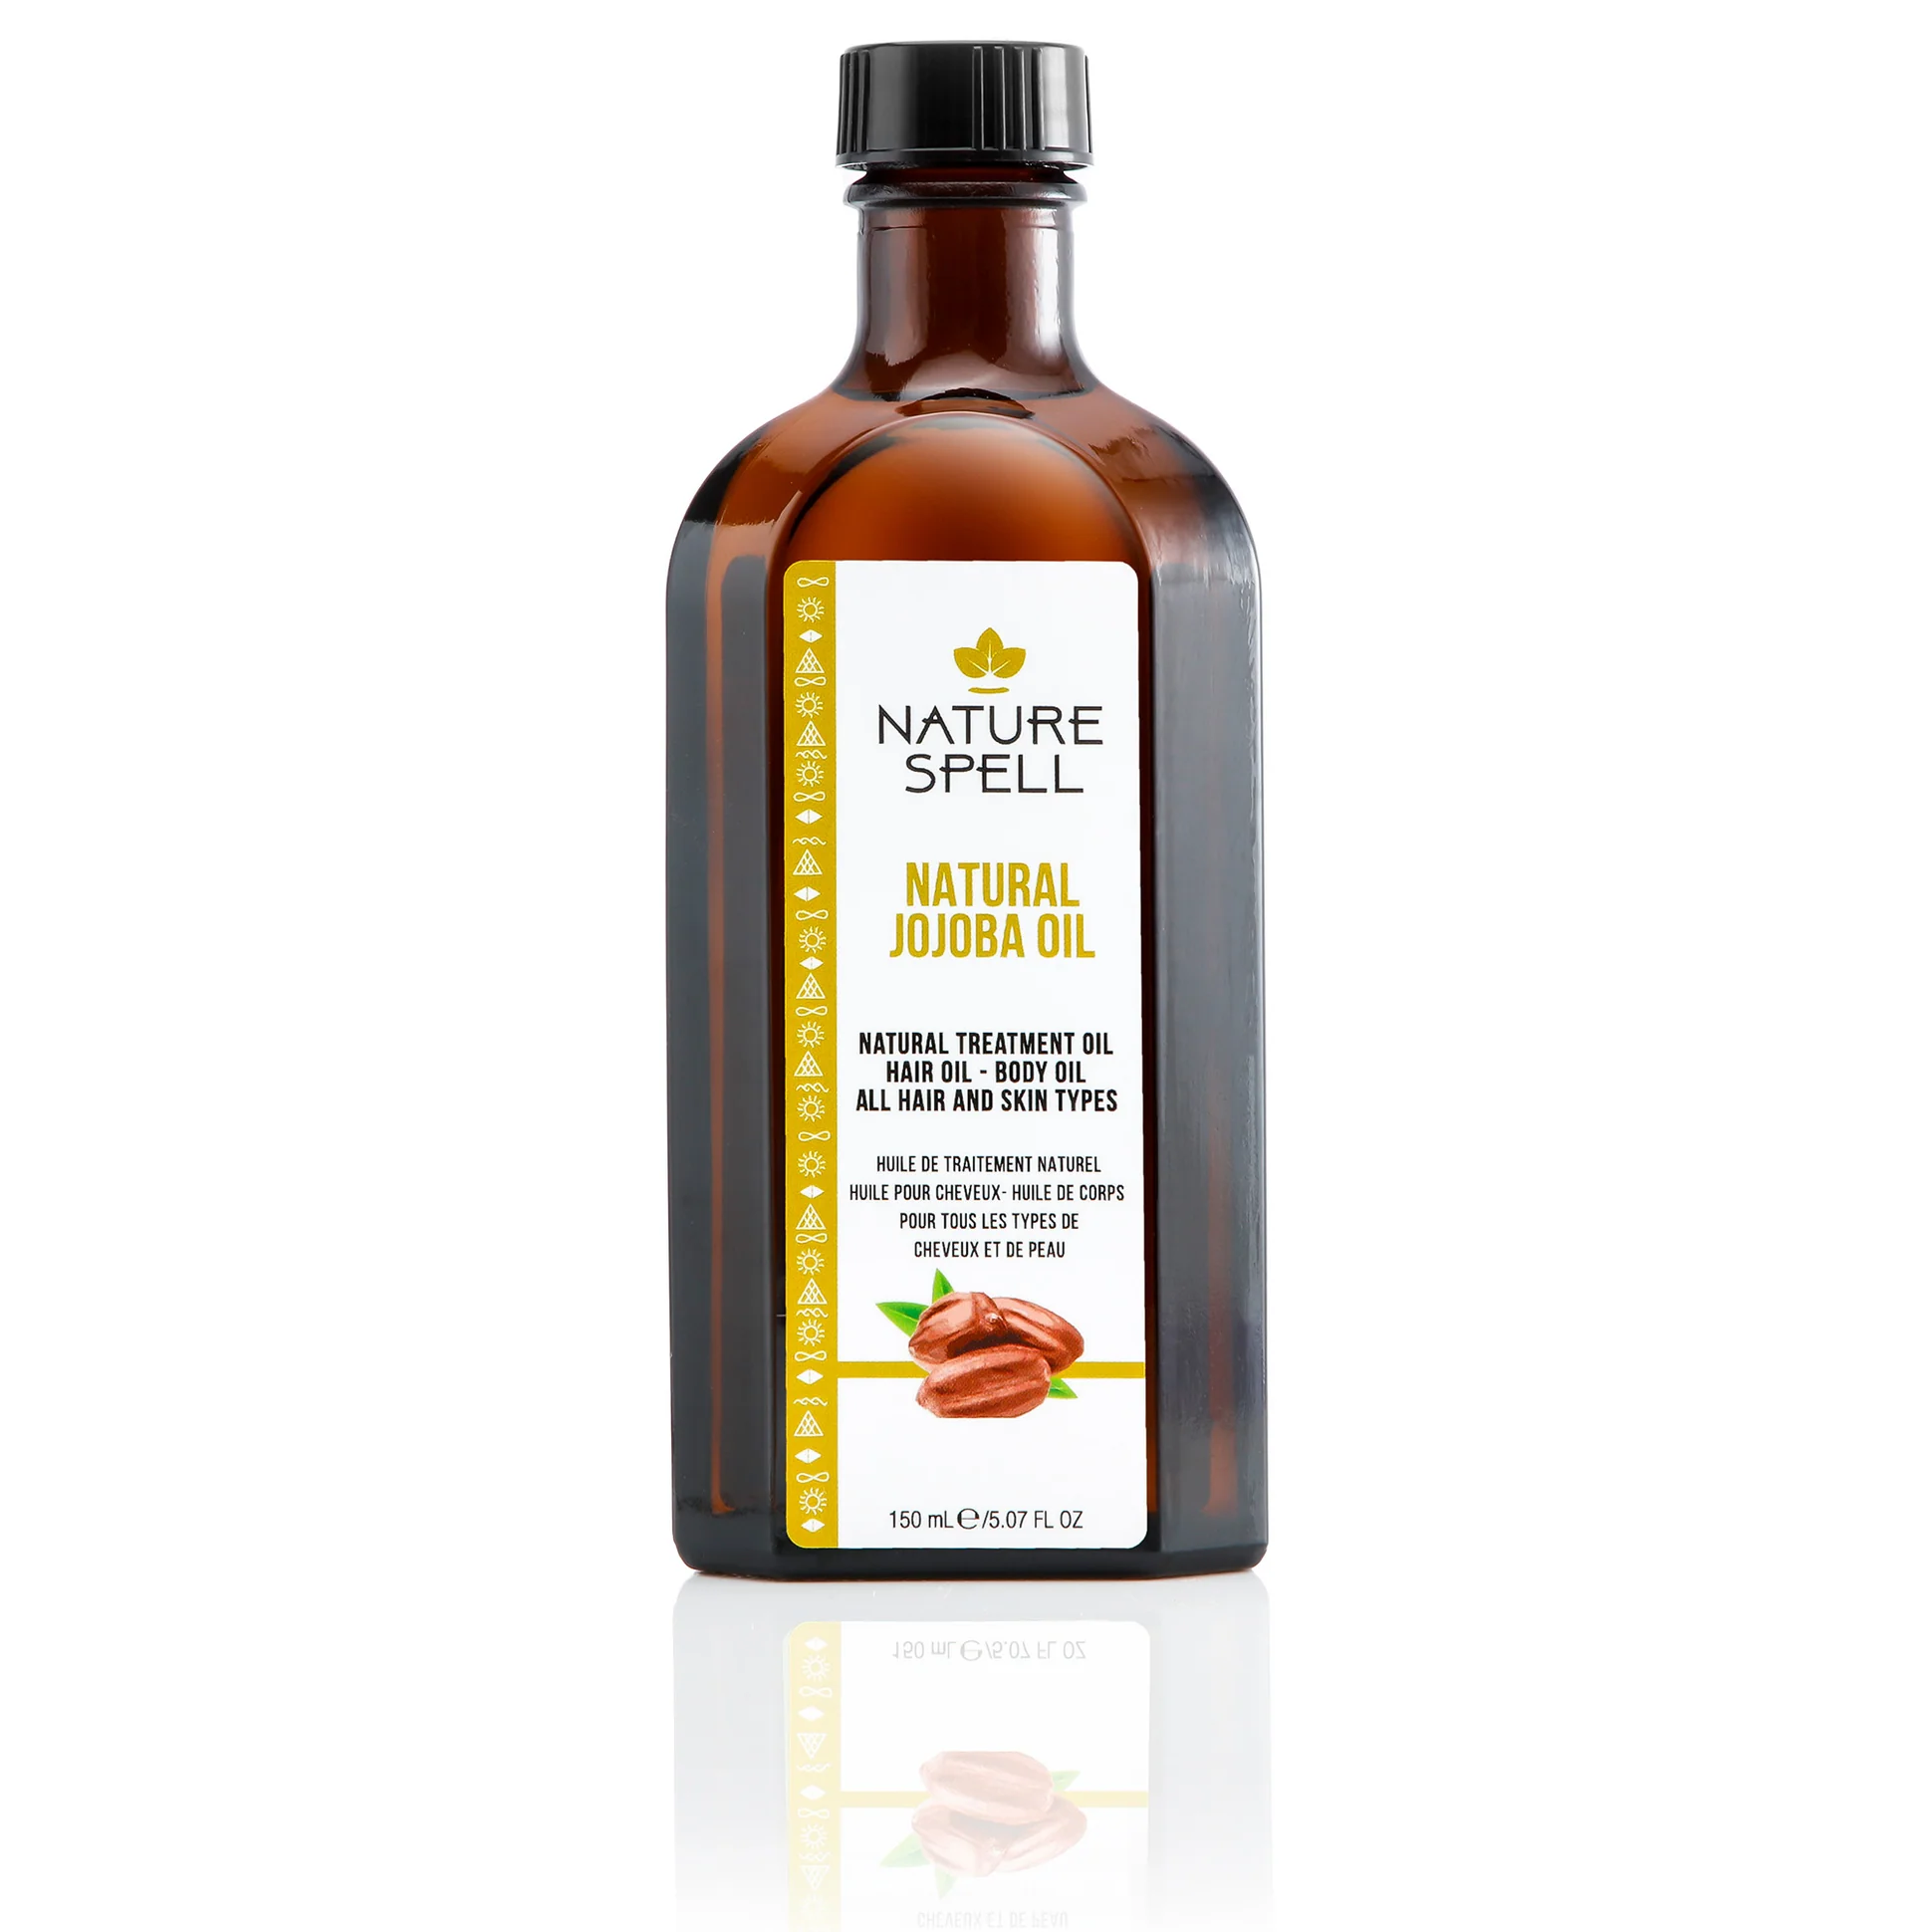 NATURE
SPELL
NATURAL
JOJOBA OIL
NATURAL TREATMENT OIL
HAIR OIL - BODY OIL
ALL HAIR AND SKIN TYPES
HUILE DE TRAITEMENT NATUREL
HUILE POUR CHEVEUX- HUILE DE CORPS
POUR TOUS LES TYPES DE
CHEVEUX ET DE PEAU
150 mL℮/5.07 FL OZ